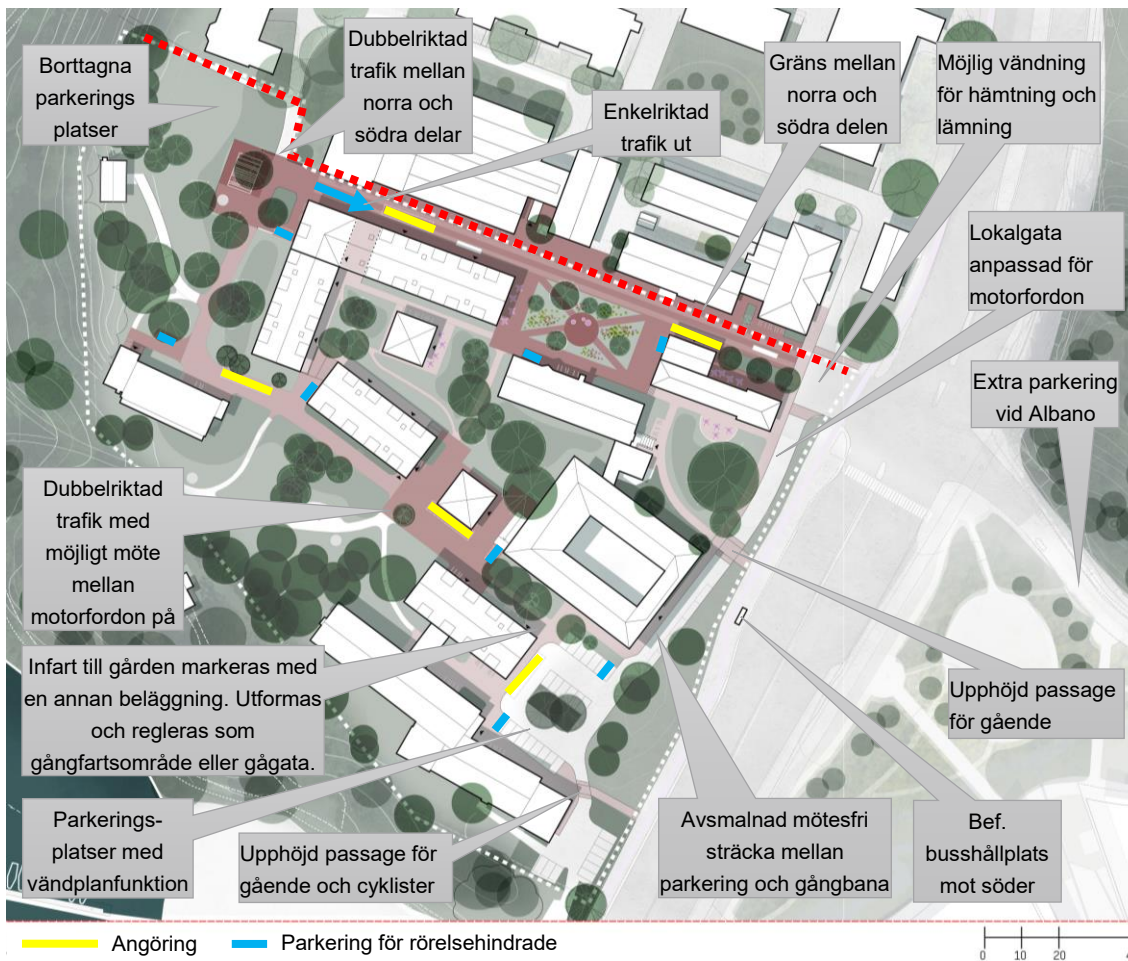 Borttagna
parkerings
platser
Dubbelriktad
trafik mellan
norra och
södra delar
Enkelriktad
trafik ut
Gräns mellan
norra och
södra delen
Möjlig vändning
för hämtning och
lämning
Lokalgata
anpassad för
motorfordon
Extra parkering
vid Albano
Dubbelriktad
trafik med
möjligt möte
mellan
motorfordon på
Infart till gården markeras med
en annan beläggning. Utformas
och regleras som
gångfartsområde eller gågata.
Upphöjd passage
för gående
Parkerings-
platser med
vändplanfunktion
Upphöjd passage för
gående och cyklister
Avsmalnad mötesfri
sträcka mellan
parkering och gångbana
Bef.
busshållplats
mot söder
Angöring
Parkering för rörelsehindrade
0 10 20 4